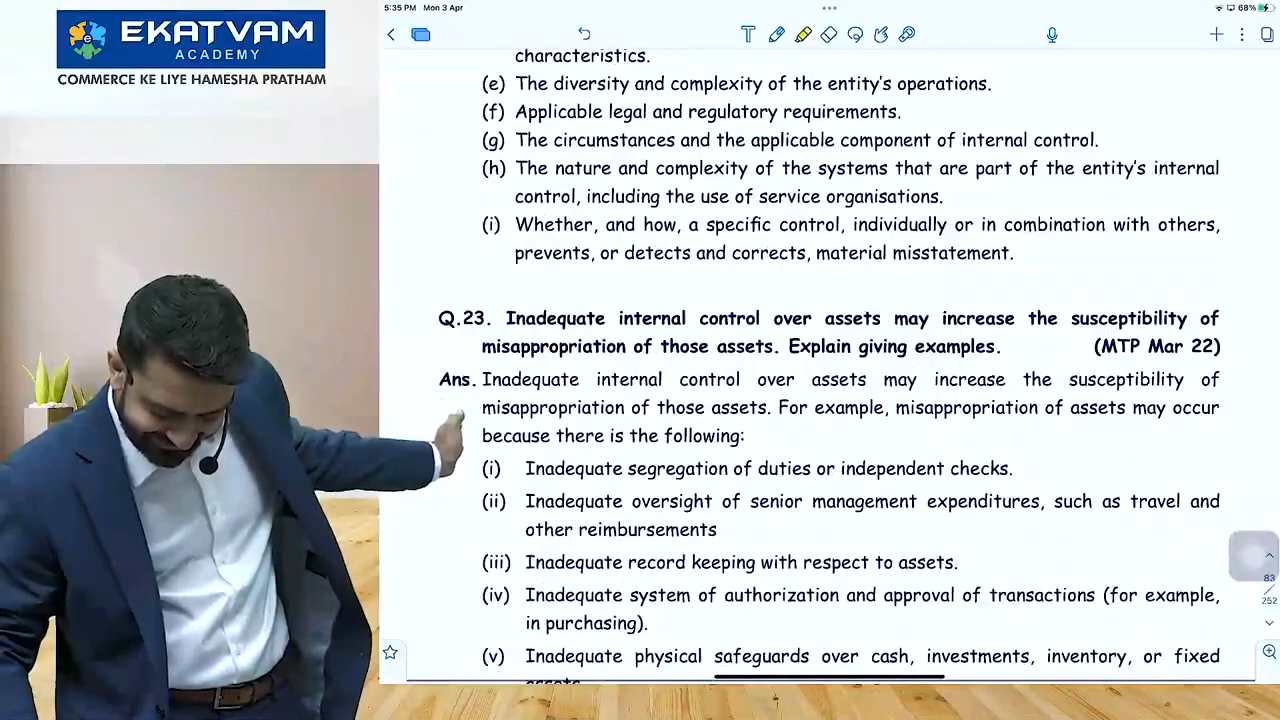 5:35 PM Mon 3 Apr
68%
EKATVAM
ACADEMY
COMMERCE KE LIYE HAMESHA PRATHAM
characteristics.
(e) The diversity and complexity of the entity's operations.
(f) Applicable legal and regulatory requirements.
(g) The circumstances and the applicable component of internal control.
(h) The nature and complexity of the systems that are part of the entity's internal
control, including the use of service organisations.
(i) Whether, and how, a specific control, individually or in combination with others,
prevents, or detects and corrects, material misstatement.
Q.23. Inadequate internal control over assets may increase the susceptibility of
misappropriation of those assets. Explain giving examples. (MTP Mar 22)
Ans. Inadequate internal control over assets may increase the susceptibility of
misappropriation of those assets. For example, misappropriation of assets may occur
because there is the following:
(i) Inadequate segregation of duties or independent checks.
(ii) Inadequate oversight of senior management expenditures, such as travel and
other reimbursements
(iii) Inadequate record keeping with respect to assets.
(iv) Inadequate system of authorization and approval of transactions (for example,
in purchasing).
(v) Inadequate physical safeguards over cash, investments, inventory, or fixed
assets
83
/
252